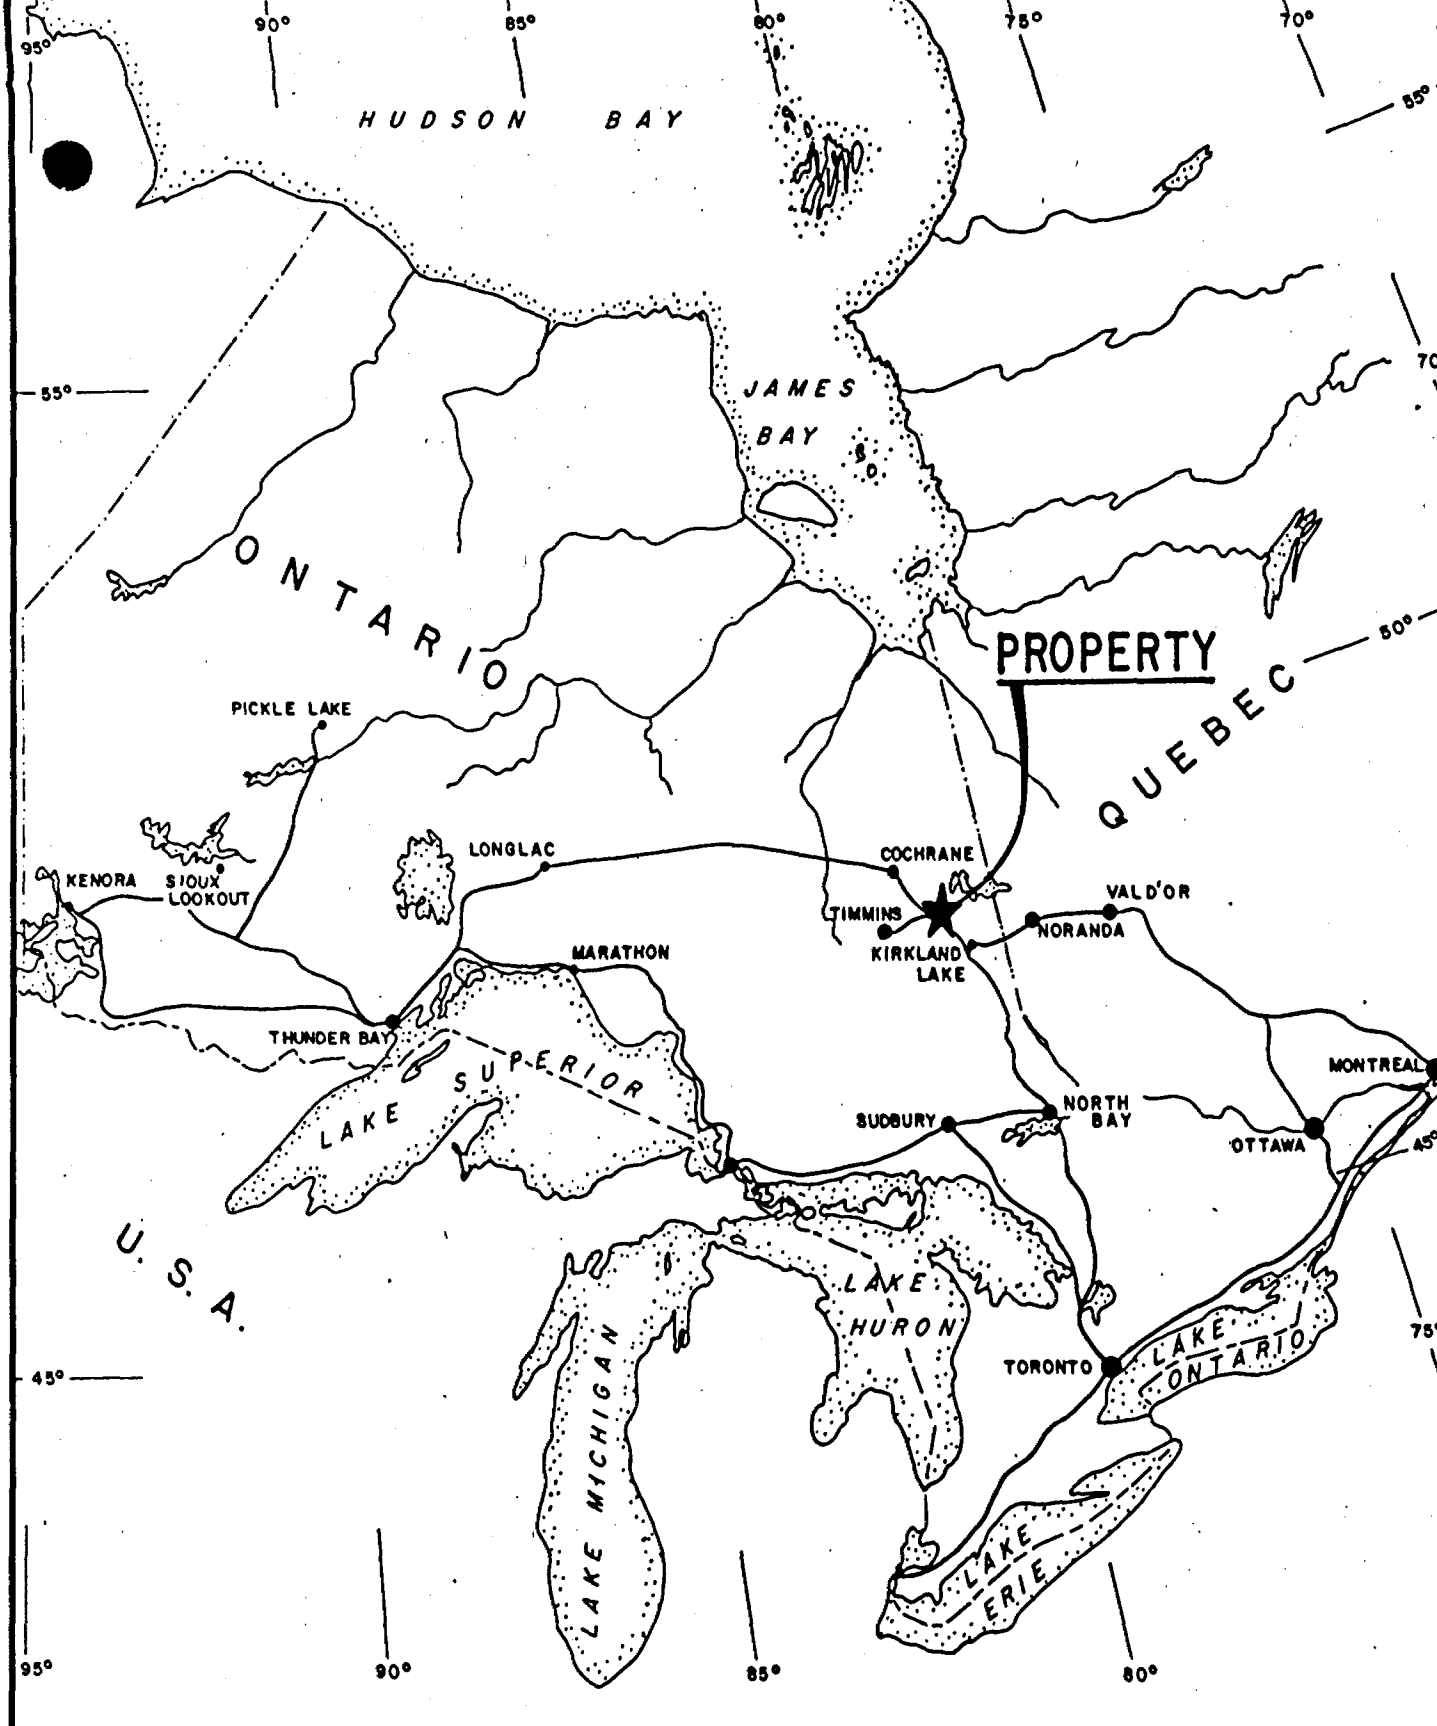 90°
85°
80°
75°
70°
95°
55°
HUDSON BAY
55°
JAMES
BAY
70
ONTARIO
50°
PROPERTY
QUEBEC
PICKLE LAKE
LONGLAC
COCHRANE
KENORA
SIOUX
LOOKOUT
TIMMINS
VAL D'OR
NORANDA
KIRKLAND
LAKE
MARATHON
THUNDER BAY
MONTREAL
LAKE SUPERIOR
SUDBURY
NORTH
BAY
OTTAWA
45°
U.S.A.
LAKE
HURON
LAKE MICHIGAN
TORONTO
LAKE
ONTARIO
75°
45°
LAKE
ERIE
95°
90°
85°
80°